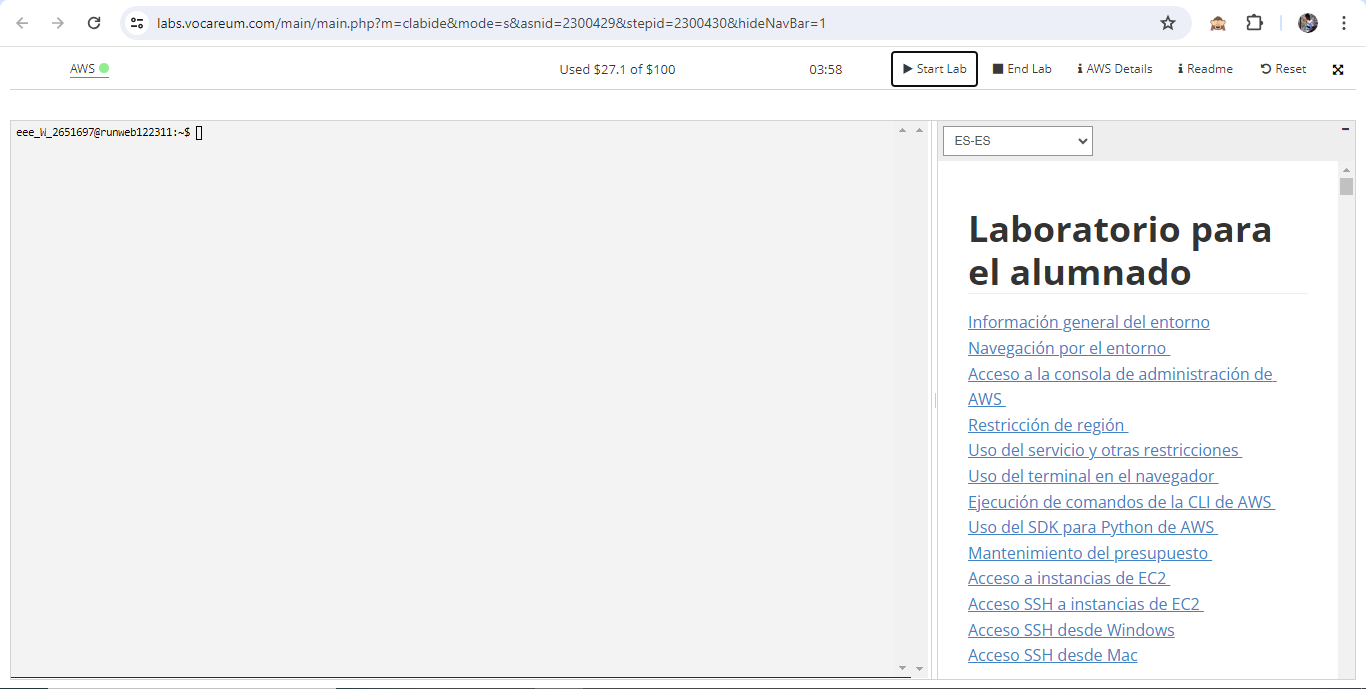 labs.vocareum.com/main/main.php?m=clabide&mode=s&asnid=2300429&stepid=2300430&hideNavBar=1
AWS Used $27.1 of $100 03:58 Start Lab End Lab AWS Details Readme Reset
eee_W_2651697@runweb122311:~$
ES-ES
Laboratorio para
el alumnado
Información general del entorno
Navegación por el entorno
Acceso a la consola de administración de
AWS
Restricción de región
Uso del servicio y otras restricciones
Uso del terminal en el navegador
Ejecución de comandos de la CLI de AWS
Uso del SDK para Python de AWS
Mantenimiento del presupuesto
Acceso a instancias de EC2
Acceso SSH a instancias de EC2
Acceso SSH desde Windows
Acceso SSH desde Mac